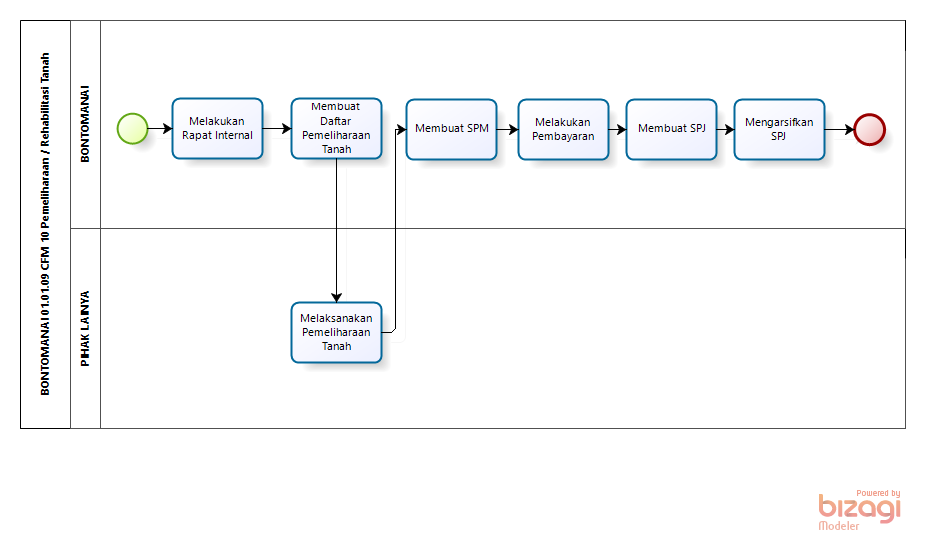 BONTOMANAI 01.01.09 CFM 10 Pemeliharaan / Rehabilitasi Tanah
BONTOMANAI
Melakukan
Rapat Internal
Membuat
Daftar
Pemeliharaan
Tanah
Membuat SPM
Melakukan
Pembayaran
Membuat SPJ
Mengarsifkan
SPJ
PIHAK LAINYA
Melaksanakan
Pemeliharaan
Tanah
Powered by
bizagi
Modeler